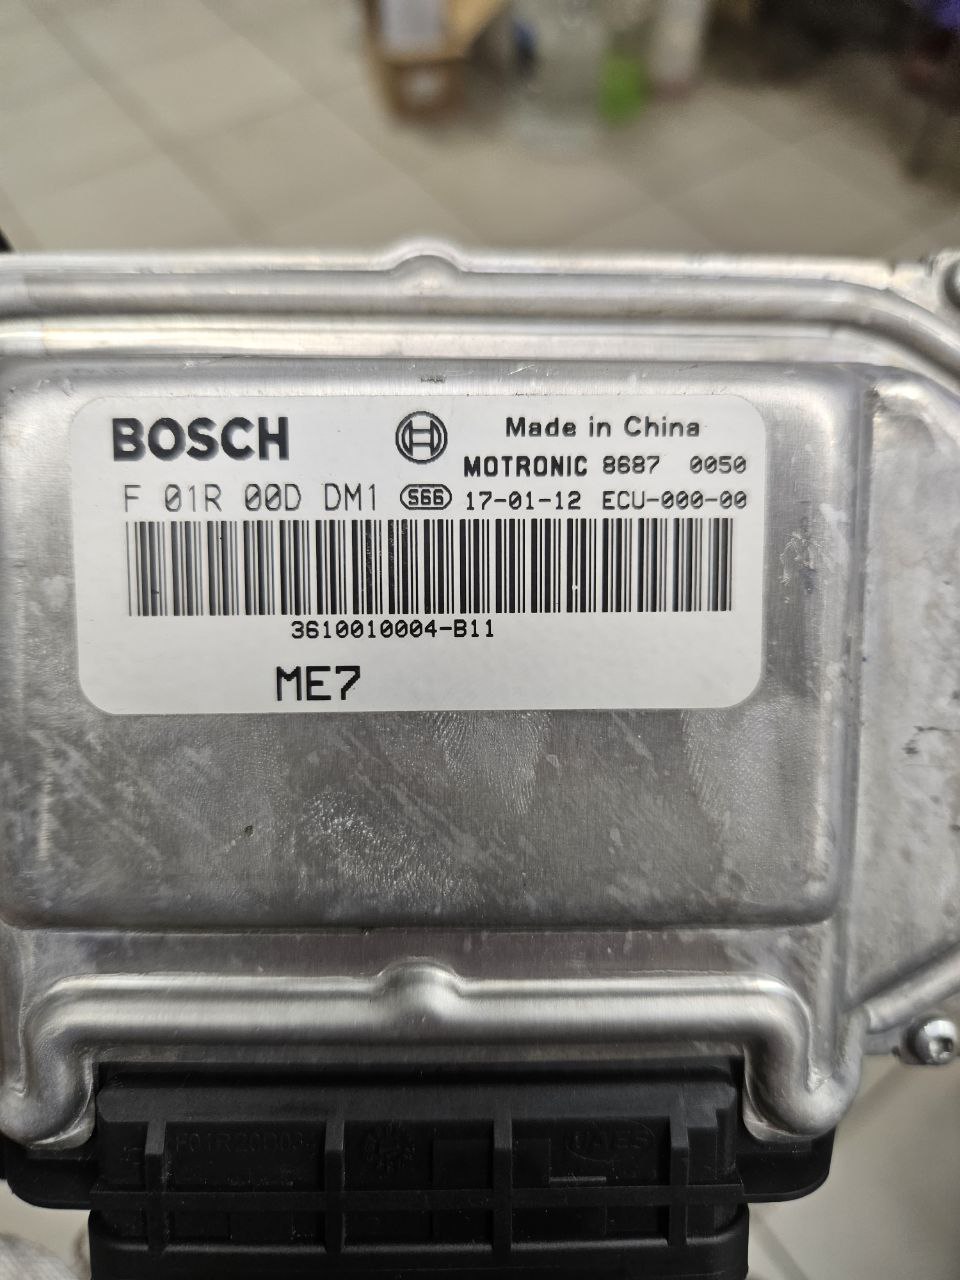 BOSCH
Made in China
MOTRONIC 8687 0050
F 01R 00D DM1 S66 17-01-12 ECU-000-00
3610010004-B11
ME7
UAES